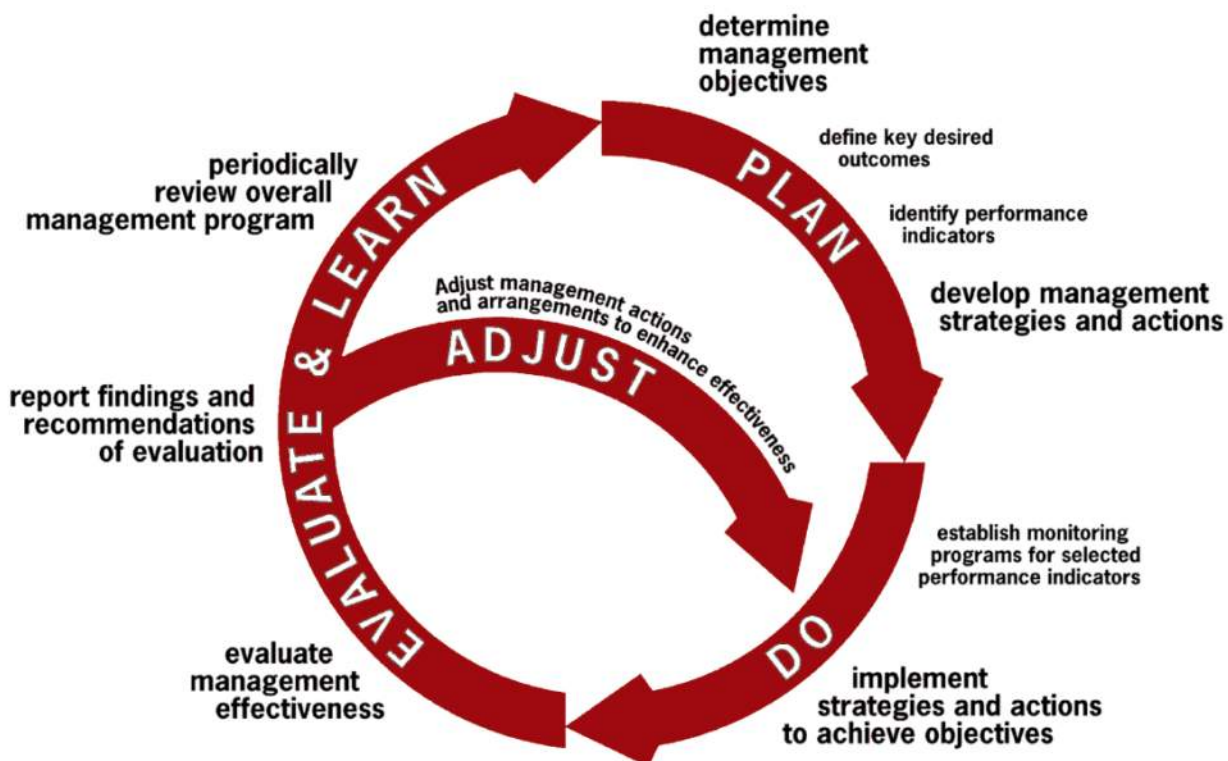 determine
management
objectives
define key desired
outcomes
PLAN
identify performance
indicators
develop management
strategies and actions
establish monitoring
programs for selected
performance indicators
DO
implement
strategies and actions
to achieve objectives
evaluate
management
effectiveness
EVALUATE & LEARN
report findings and
recommendations
of evaluation
periodically
review overall
management program
Adjust management actions
and arrangements to enhance effectiveness
ADJUST